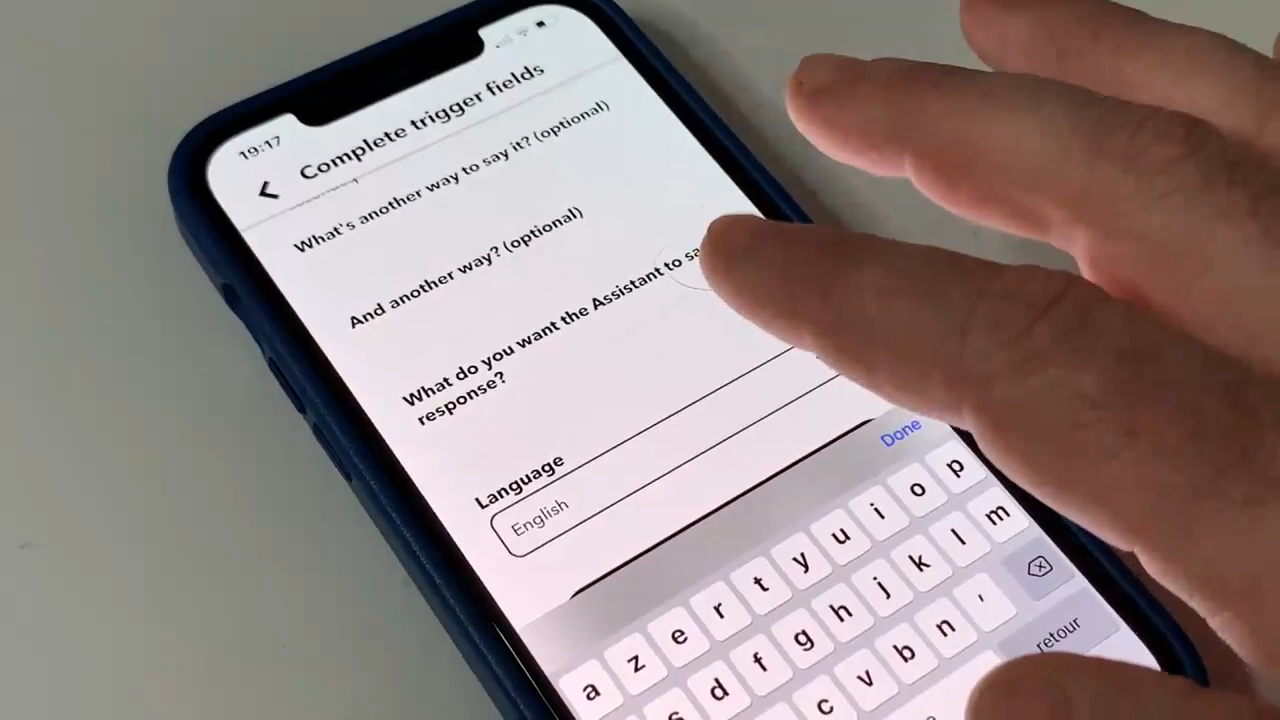 19:17
Complete trigger fields
What's another way to say it? (optional)
And another way? (optional)
What do you want the Assistant to
response?
Language
English
Done
a z e r t y u i o p
s d f g h j k l m
c v b n '
retour